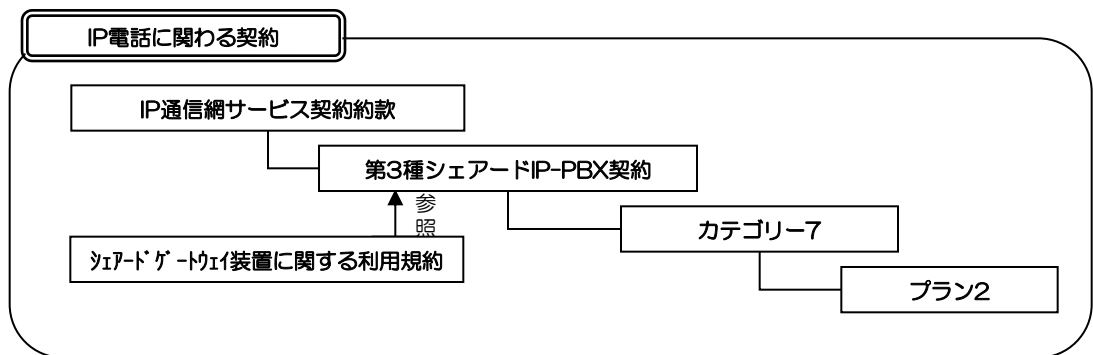 IP電話に関わる契約
IP通信網サービス契約約款
第3種シェアードIP-PBX契約
参
照
カテゴリー7
ｼｪｱｰﾄﾞｹﾞｰﾄｳｪｲ装置に関する利用規約
プラン2